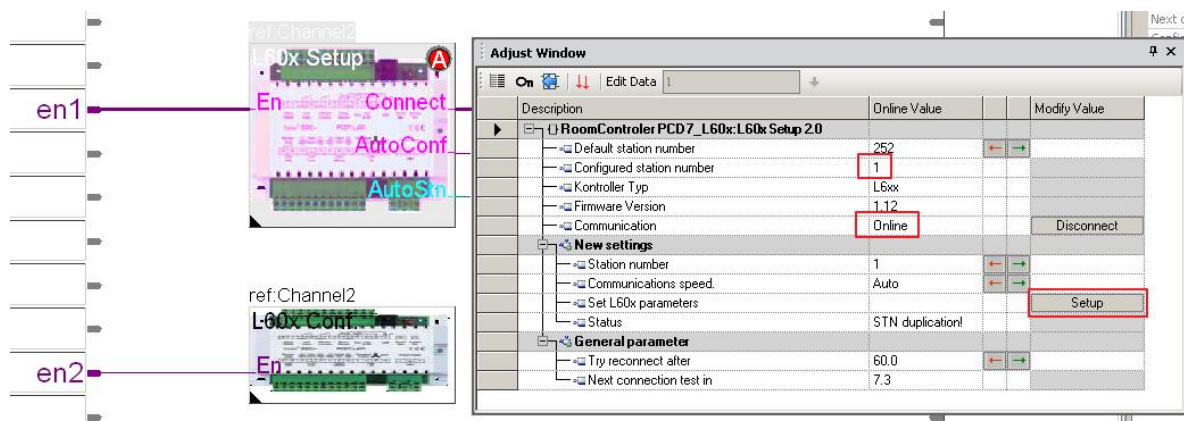 ref:Channel2
L60x Setup
A
En
Connect
AutoConf
AutoStn
en1
ref:Channel2
L60x Conf.
En
en2
Next c
Adjust Window
On
Edit Data
1
Description
Online Value
Modify Value
RoomControler PCD7_L60x:L60x Setup 2.0
Default station number 252
Configured station number 1
Kontroller Typ L6xx
Firmware Version 1.12
Communication Online Disconnect
New settings
Station number 1
Communications speed. Auto
Set L60x parameters Setup
Status STN duplication!
General parameter
Try reconnect after 60.0
Next connection test in 7.3